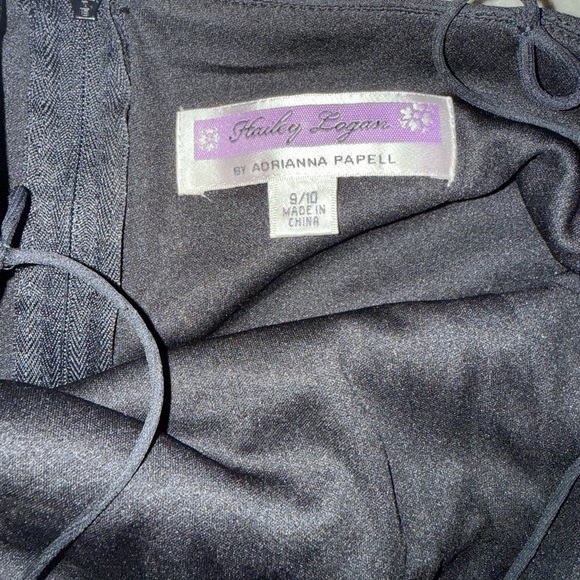 Hailey Logan
BY ADRIANNA PAPELL
9/10
MADE IN
CHINA